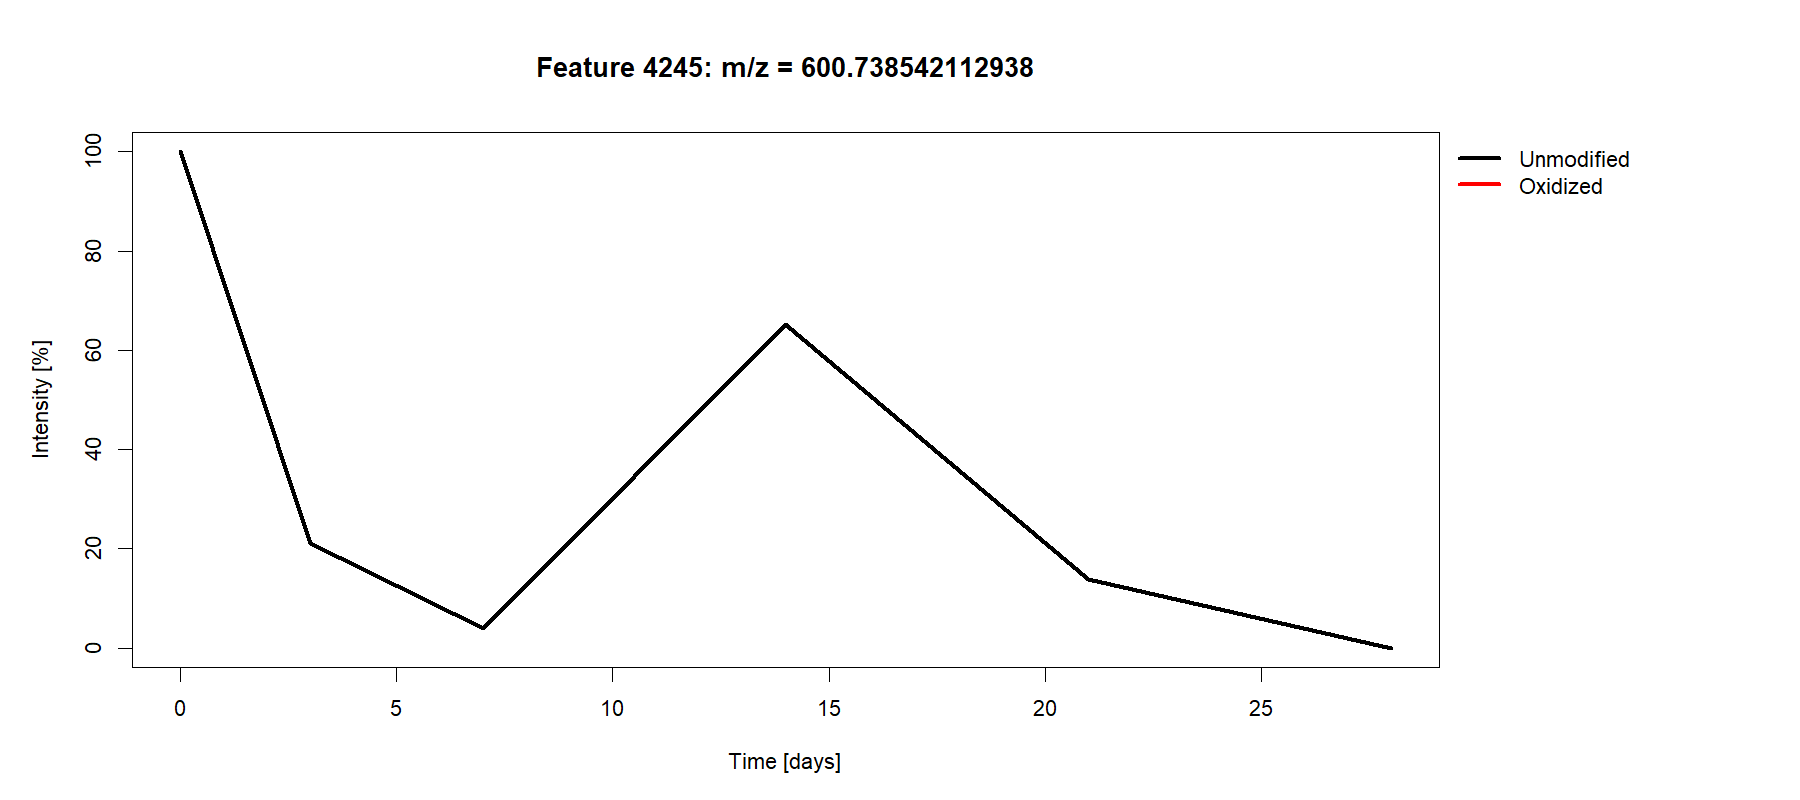 Feature 4245: m/z = 600.738542112938
Unmodified
Oxidized
Intensity [%]
100
80
60
40
20
0
0 5 10 15 20 25
Time [days]